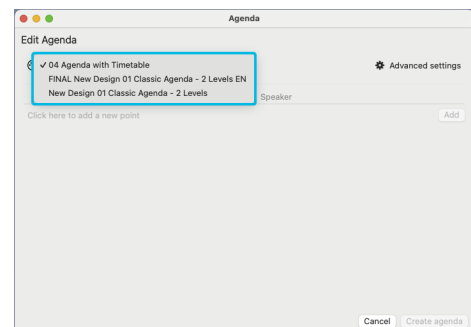 Agenda
Edit Agenda
✓ 04 Agenda with Timetable
Advanced settings
FINAL New Design 01 Classic Agenda - 2 Levels EN
New Design 01 Classic Agenda - 2 Levels
Speaker
Click here to add a new point
Add
Cancel
Create agenda